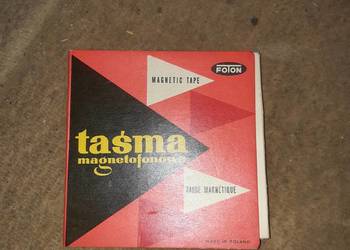 FOTON
MAGNETIC TAPE
taśma
magnetofonowa
BANDE MAGNÉTIQUE
MADE IN POLAND